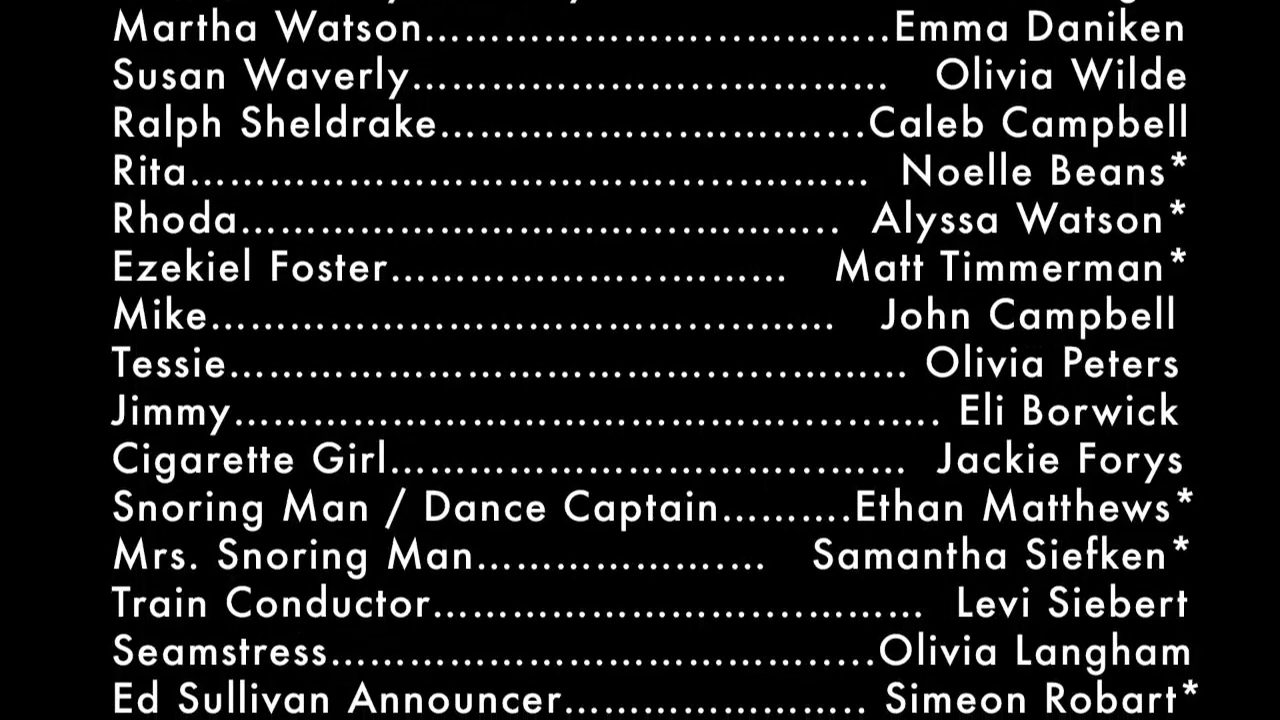 Martha Watson....................................Emma Daniken
Susan Waverly.................................... Olivia Wilde
Ralph Sheldrake.................................Caleb Campbell
Rita.................................................... Noelle Beans*
Rhoda.............................................. Alyssa Watson*
Ezekiel Foster.............................. Matt Timmerman*
Mike................................................ John Campbell
Tessie.................................................... Olivia Peters
Jimmy...................................................... Eli Borwick
Cigarette Girl....................................... Jackie Forys
Snoring Man / Dance Captain..........Ethan Matthews*
Mrs. Snoring Man...................... Samantha Siefken*
Train Conductor..................................... Levi Siebert
Seamstress.........................................Olivia Langham
Ed Sullivan Announcer....................... Simeon Robart*